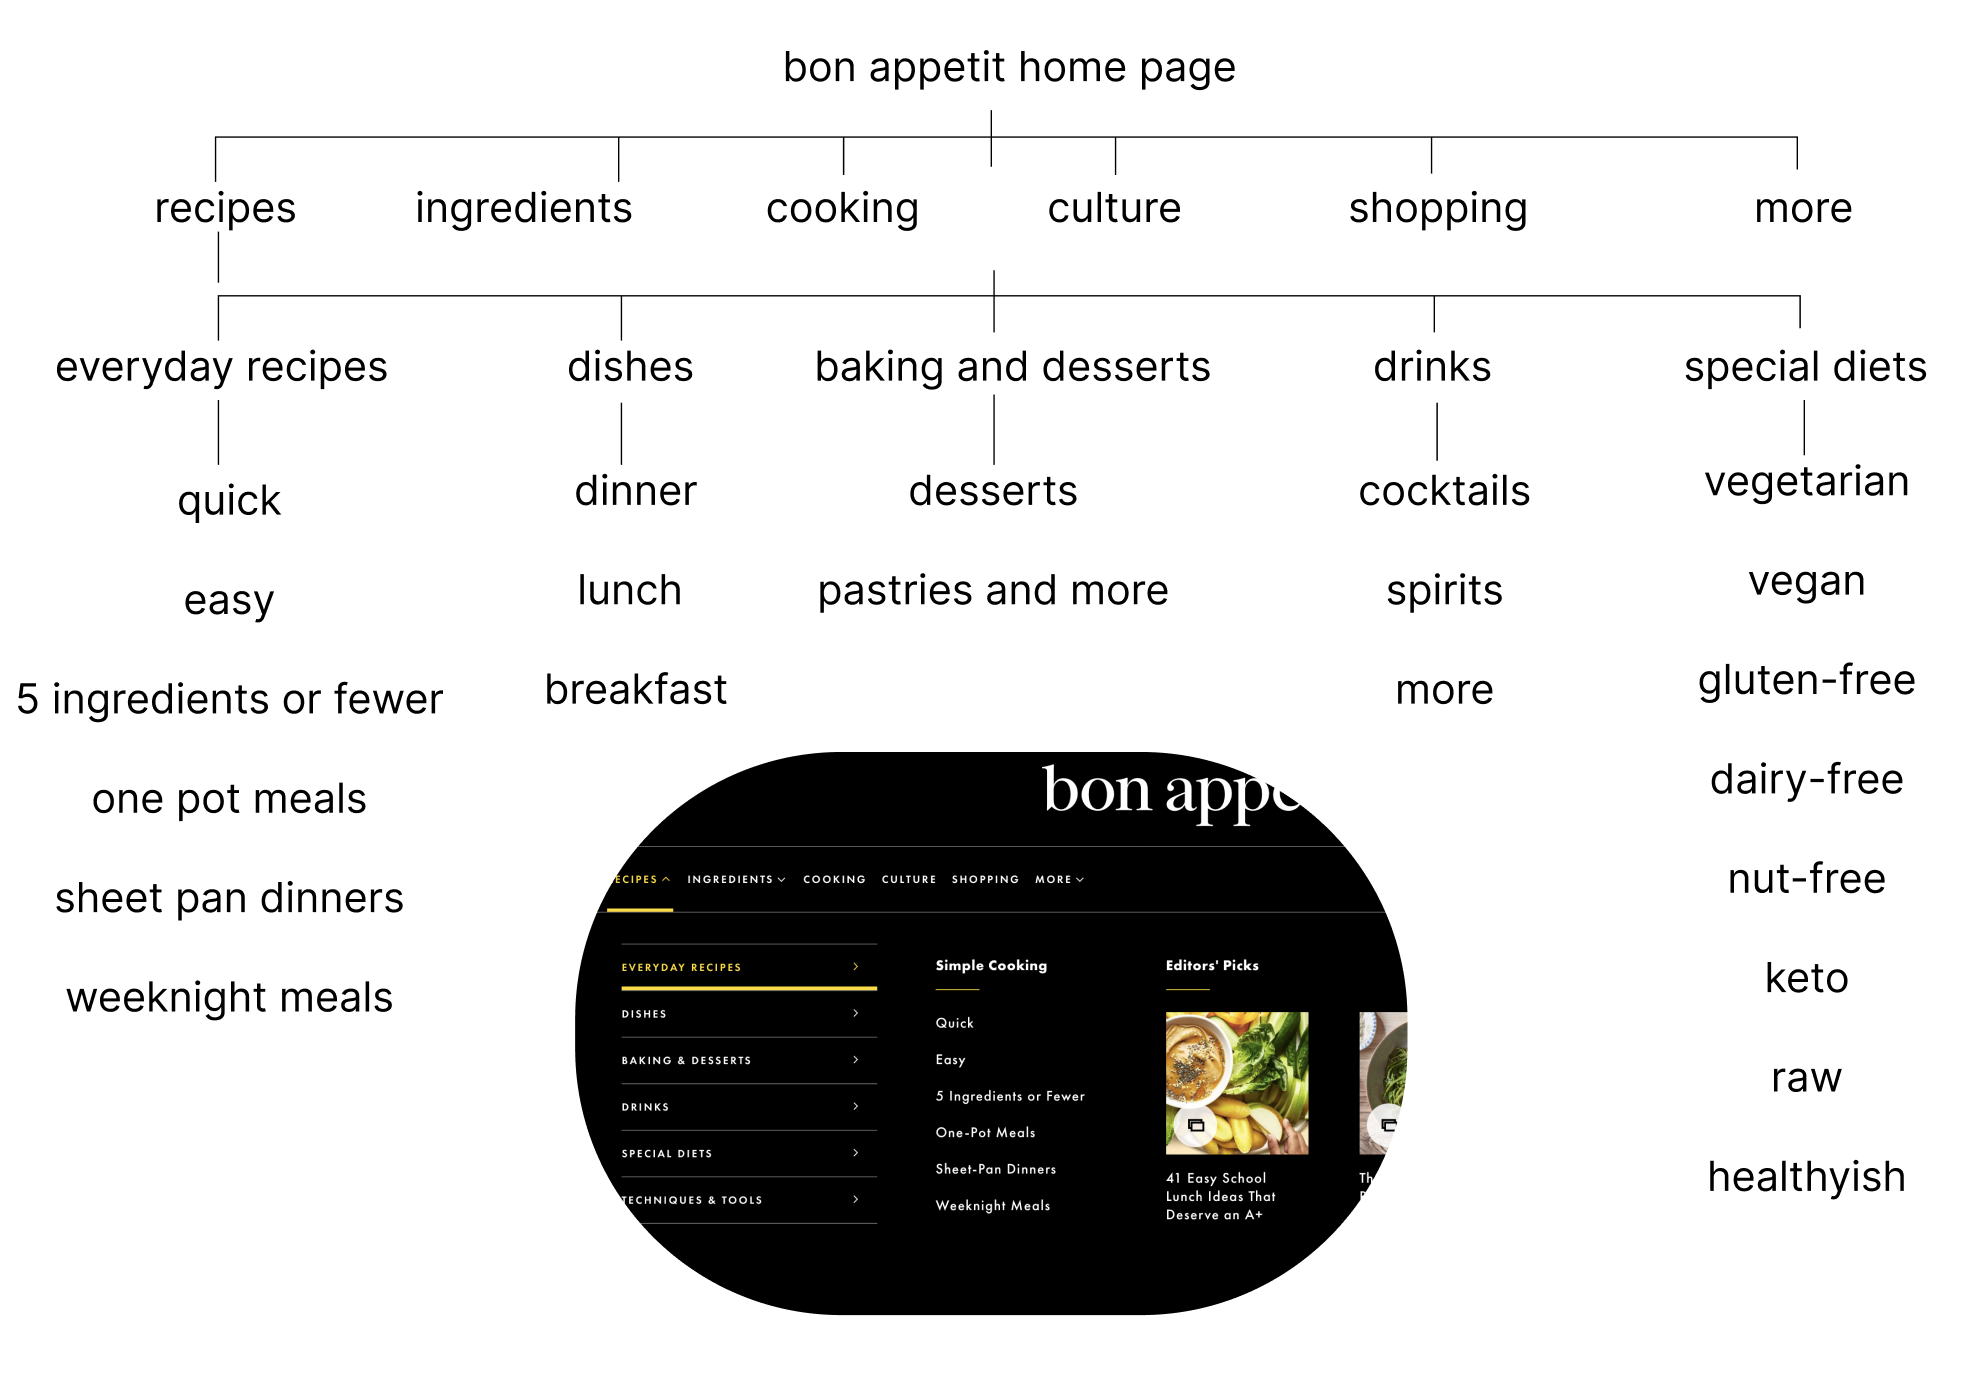 bon appetit home page
recipes
ingredients
cooking
culture
shopping
more
everyday recipes
dishes
baking and desserts
drinks
special diets
quick
easy
5 ingredients or fewer
one pot meals
sheet pan dinners
weeknight meals
dinner
lunch
breakfast
desserts
pastries and more
cocktails
spirits
more
vegetarian
vegan
gluten-free
dairy-free
nut-free
keto
raw
healthyish
bon appe
ECIPES
INGREDIENTS
COOKING
CULTURE
SHOPPING
MORE
EVERYDAY RECIPES
DISHES
BAKING & DESSERTS
DRINKS
SPECIAL DIETS
TECHNIQUES & TOOLS
Simple Cooking
Quick
Easy
5 Ingredients or Fewer
One-Pot Meals
Sheet-Pan Dinners
Weeknight Meals
Editors' Picks
41 Easy School
Lunch Ideas That
Deserve an A+
Th